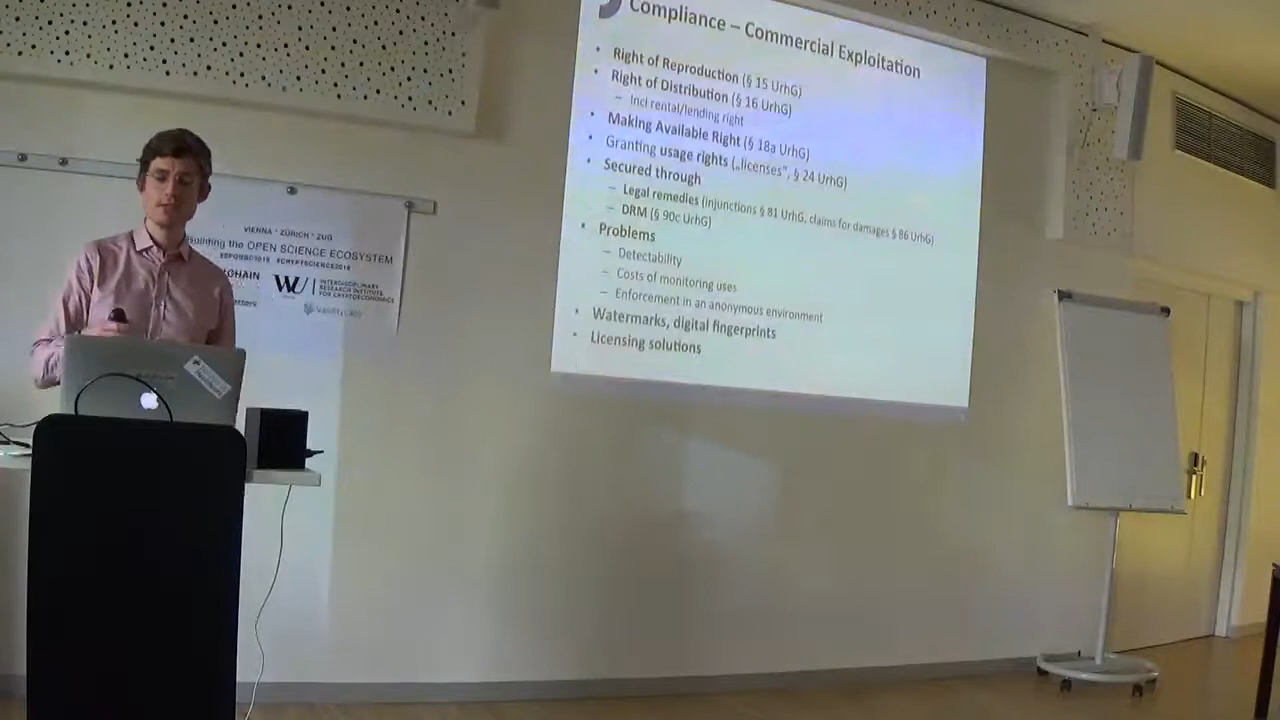 Compliance – Commercial Exploitation
• Right of Reproduction (§ 15 UrhG)
• Right of Distribution (§ 16 UrhG)
– Incl rental/lending right
• Making Available Right (§ 18a UrhG)
• Granting usage rights („licenses", § 24 UrhG)
• Secured through
– Legal remedies (injunctions § 81 UrhG, claims for damages § 86 UrhG)
– DRM (§ 90c UrhG)
• Problems
– Detectability
– Costs of monitoring uses
– Enforcement in an anonymous environment
• Watermarks, digital fingerprints
• Licensing solutions
VIENNA * ZÜRICH * ZUG
Building the OPEN SCIENCE ECOSYSTEM
#CRYPTSCIENCE2018
CHAIN
WU
INTERDISCIPLINARY
RESEARCH INSTITUTE
FOR CRYPTOECONOMICS